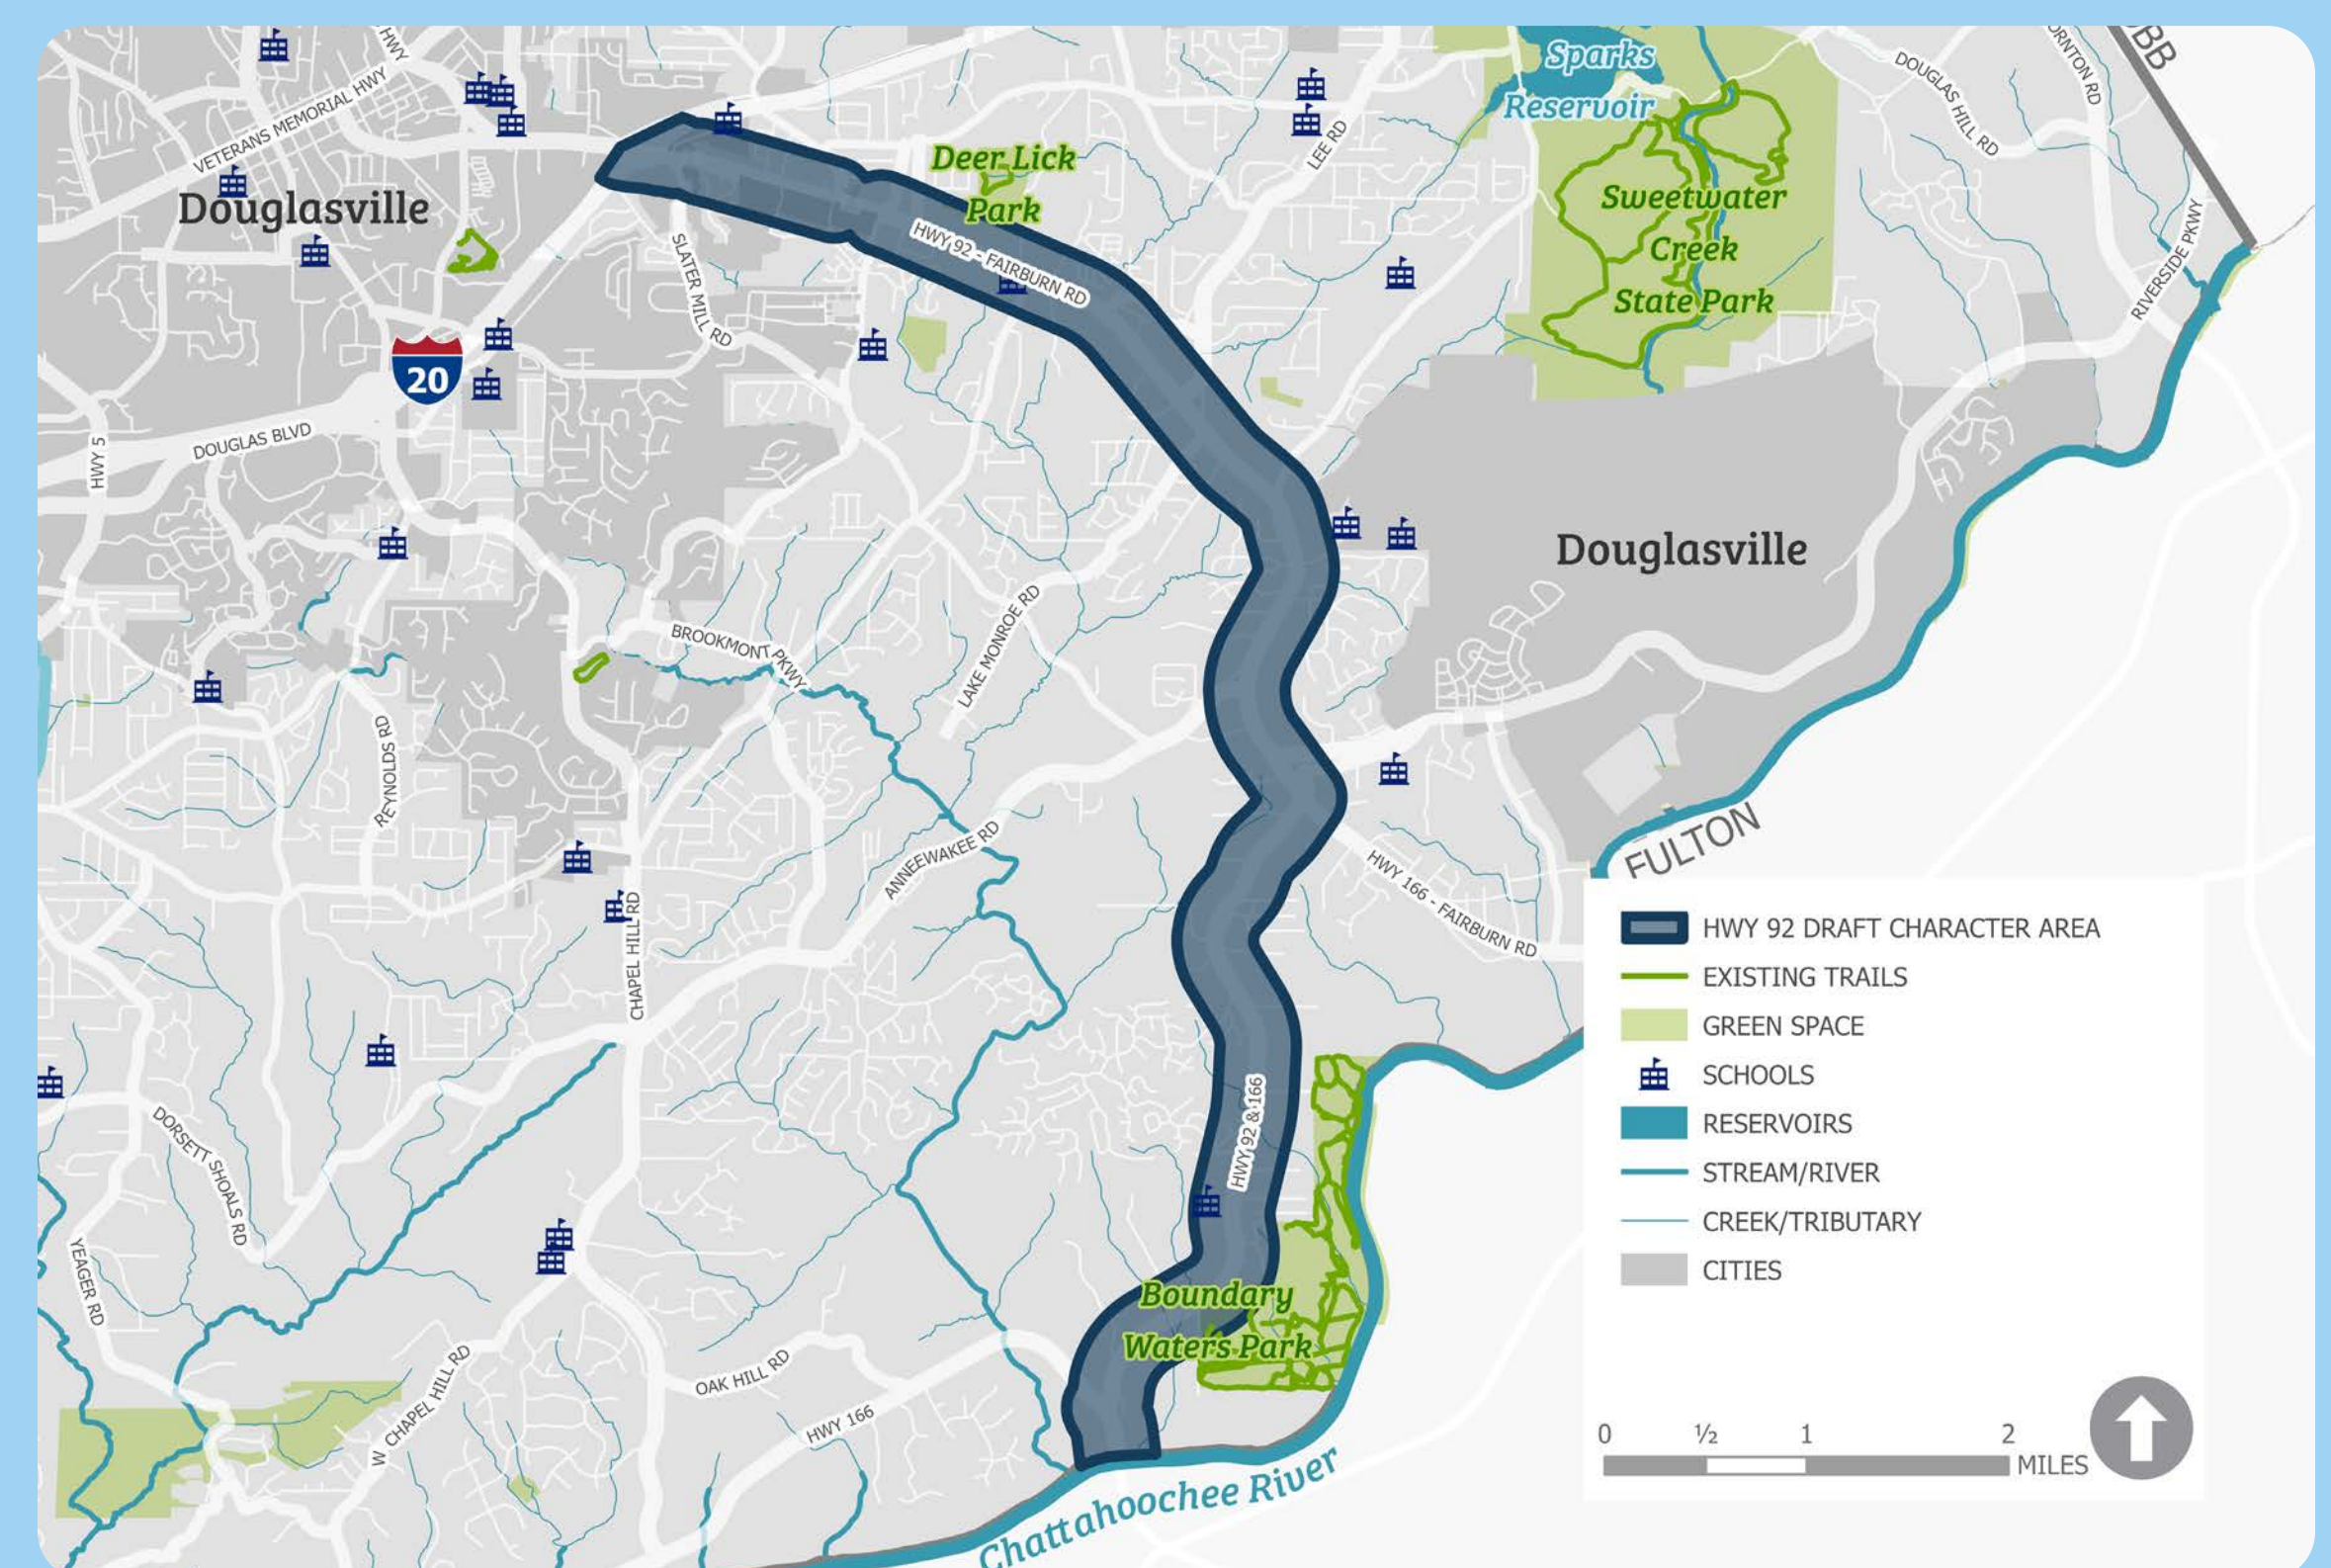 HWY
BB
Sparks
Reservoir
DOUGLAS HILL RD
ORNTON RD
VETERANS MEMORIAL HWY
LEE RD
Deer Lick
Park
Douglasville
Sweetwater
Creek
State Park
RIVERSIDE PKWY
HWY 92 - FAIRBURN RD
SLATER MILL RD
20
DOUGLAS BLVD
HWY 5
Douglasville
BROOKMONT PKWY
LAKE MONROE RD
REYNOLDS RD
ANNEEWAKEE RD
FULTON
HWY 166 - FAIRBURN RD
CHAPEL HILL RD
HWY 92 & 166
DORSETT SHOALS RD
YEAGER RD
Boundary
Waters Park
OAK HILL RD
W CHAPEL HILL RD
HWY 166
Chattahoochee River
HWY 92 DRAFT CHARACTER AREA
EXISTING TRAILS
GREEN SPACE
SCHOOLS
RESERVOIRS
STREAM/RIVER
CREEK/TRIBUTARY
CITIES
0 ½ 1 2
MILES